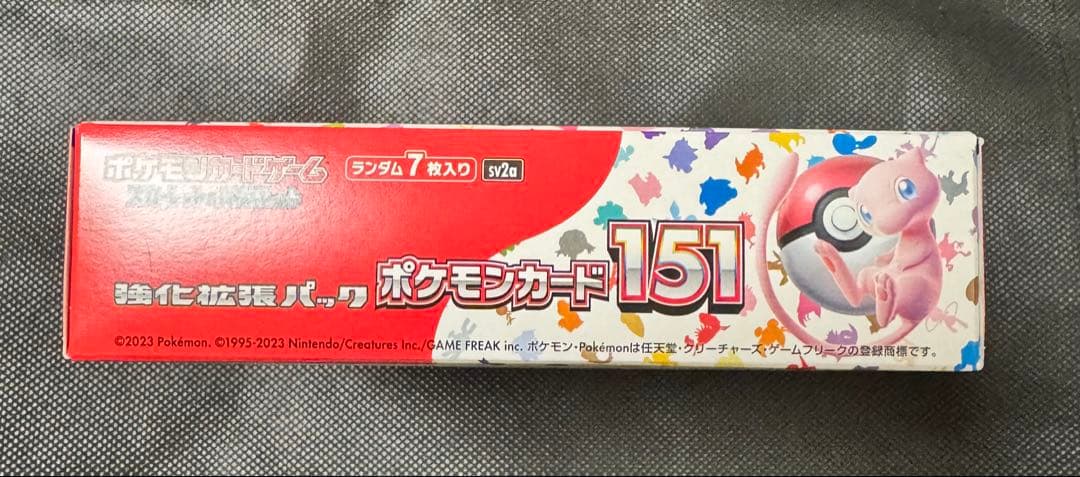 ポケモンカードゲーム
スカーレット&バイオレット
ランダム7枚入り
sv2a
強化拡張パック
ポケモンカード151
©2023 Pokémon. ©1995-2023 Nintendo/Creatures Inc./GAME FREAK inc. ポケモン・Pokémonは任天堂・クリーチャーズ・ゲームフリークの登録商標です。